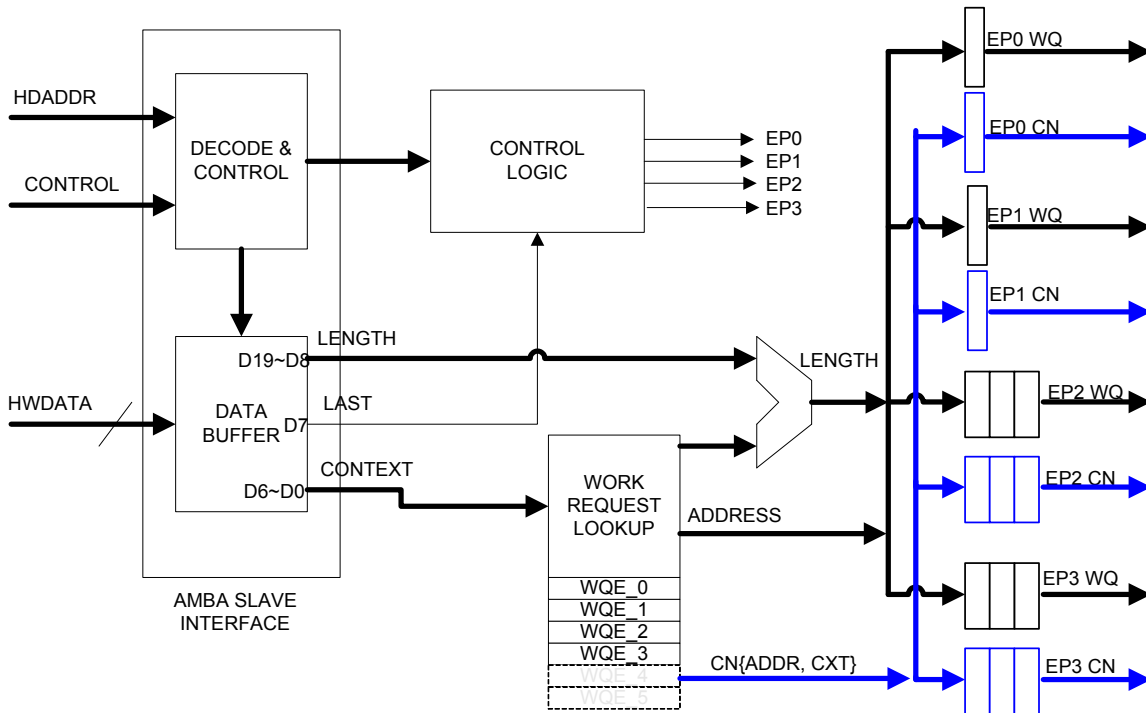 HDADDR
CONTROL
HWDATA
DECODE &
CONTROL
DATA
BUFFER
D19~D8
D7
D6~D0
AMBA SLAVE
INTERFACE
CONTROL
LOGIC
EP0
EP1
EP2
EP3
LENGTH
LAST
CONTEXT
WORK
REQUEST
LOOKUP
WQE_0
WQE_1
WQE_2
WQE_3
WQE_4
WQE_5
LENGTH
ADDRESS
CN{ADDR, CXT}
EP0 WQ
EP0 CN
EP1 WQ
EP1 CN
EP2 WQ
EP2 CN
EP3 WQ
EP3 CN